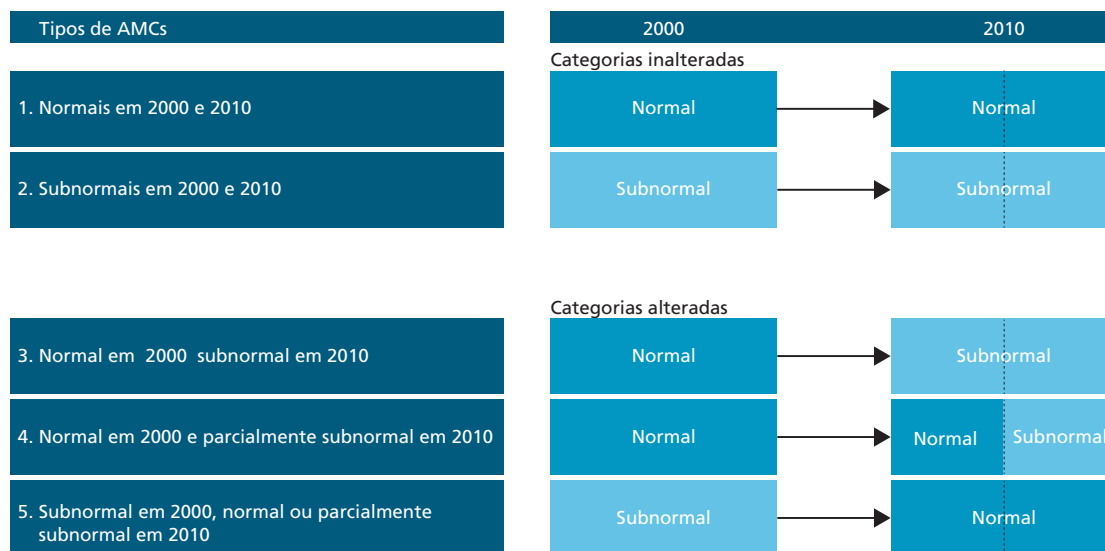 Tipos de AMCs 2000 2010
Categorias inalteradas
1. Normais em 2000 e 2010 Normal Normal
2. Subnormais em 2000 e 2010 Subnormal Subnormal
Categorias alteradas
3. Normal em 2000 subnormal em 2010 Normal Subnormal
4. Normal em 2000 e parcialmente subnormal em 2010 Normal Normal Subnormal
5. Subnormal em 2000, normal ou parcialmente
subnormal em 2010 Subnormal Normal